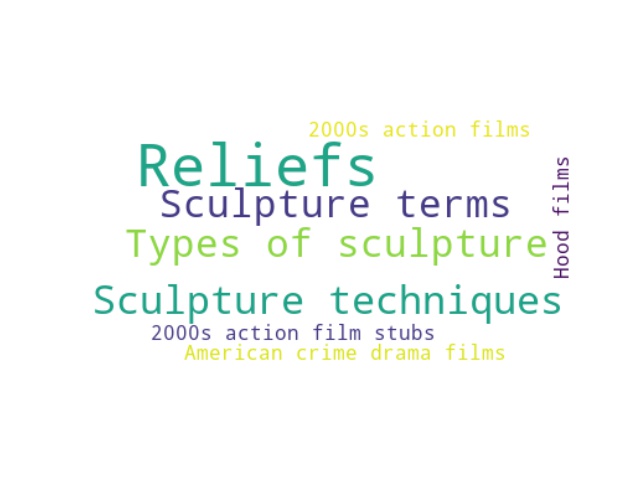 2000s action films
Reliefs
Hood films
Sculpture terms
Types of sculpture
Sculpture techniques
2000s action film stubs
American crime drama films